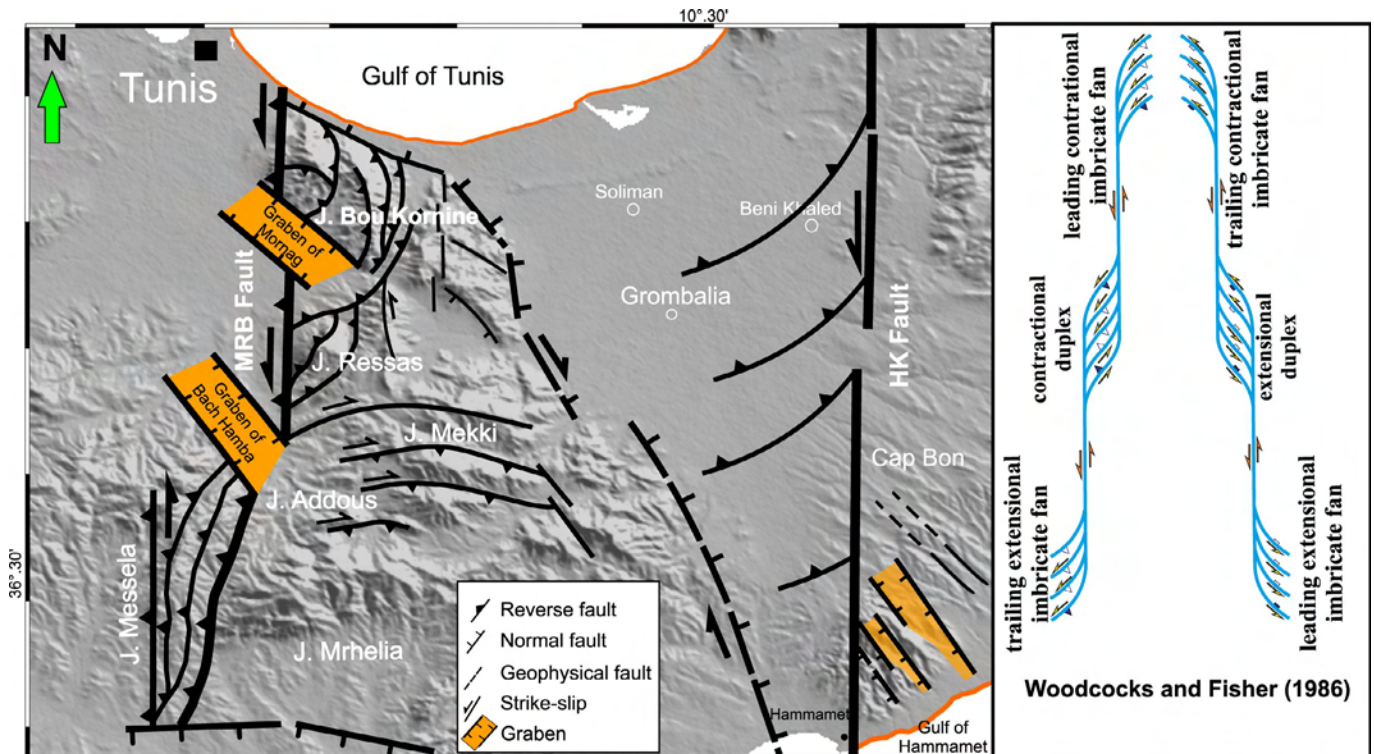 10°.30'
N
Tunis
Gulf of Tunis
Soliman
Beni Khaled
J. Bou Kornine
Graben of
Mornag
MRB Fault
Grombalia
HK Fault
J. Ressas
Graben of
Bach Hamba
J. Mekki
Cap Bon
J. Addous
36°.30'
J. Messela
J. Mrhelia
Reverse fault
Normal fault
Geophysical fault
Strike-slip
Graben
Hammamet
Gulf of
Hammamet
leading contrational
imbricate fan
trailing contractional
imbricate fan
contractional
duplex
extensional
duplex
trailing extensional
imbricate fan
leading extensional
imbricate fan
Woodcocks and Fisher (1986)